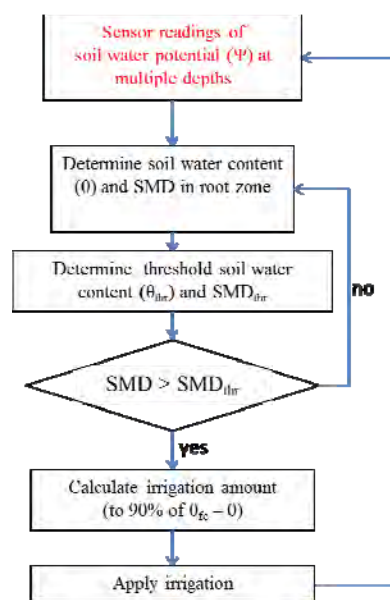 Sensor readings of
soil water potential (Ψ) at
multiple depths
Determine soil water content
(θ) and SMD in root zone
Determine threshold soil water
content (θthr) and SMDthr
no
SMD > SMDthr
yes
Calculate irrigation amount
(to 90% of θfc – θ)
Apply irrigation